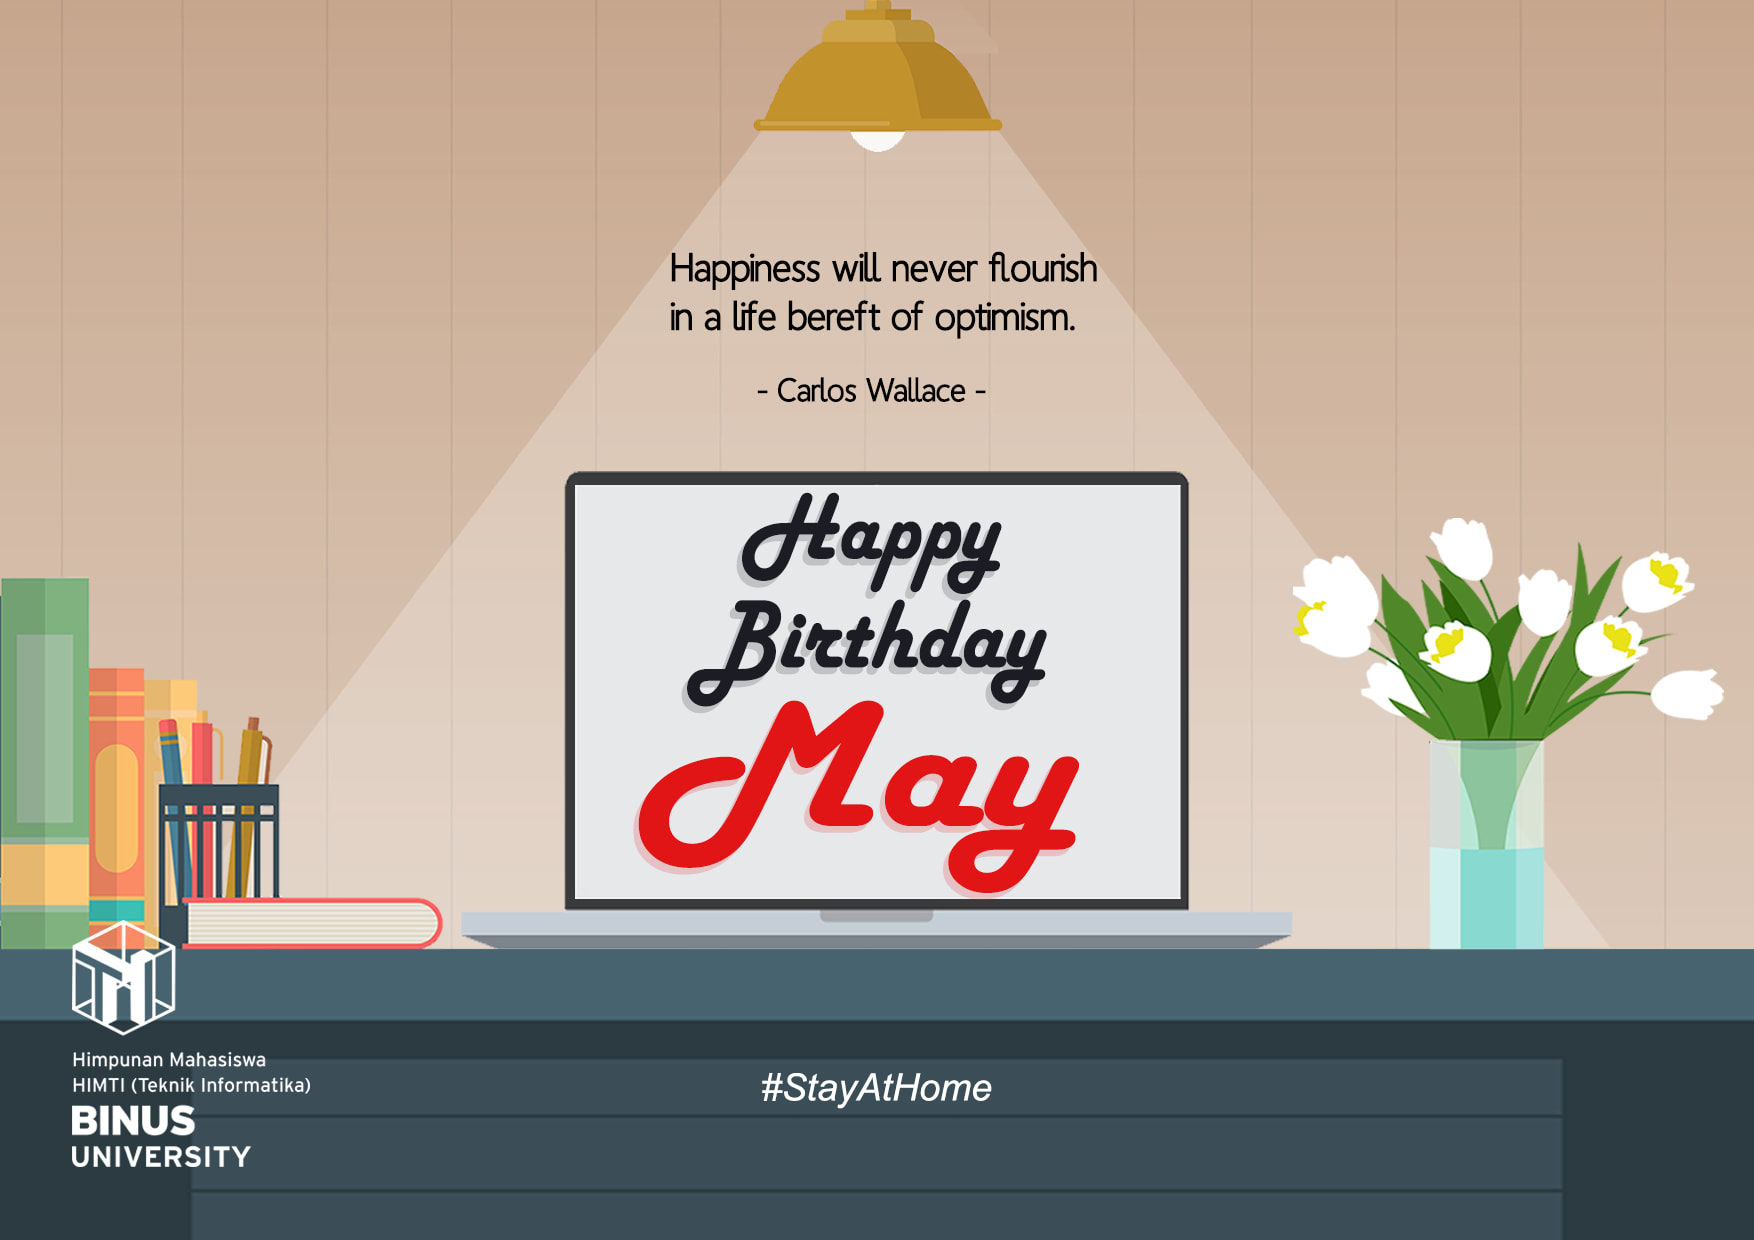 Happiness will never flourish
in a life bereft of optimism.
- Carlos Wallace -
Happy
Birthday
May
Himpunan Mahasiswa
HIMTI (Teknik Informatika)
BINUS
UNIVERSITY
#StayAtHome